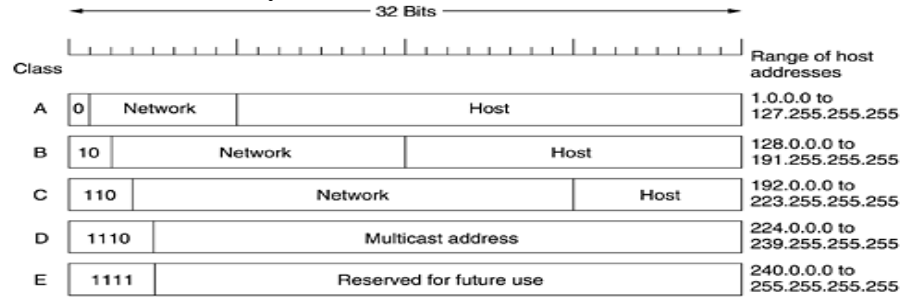 32 Bits
Class
Range of host
addresses
A 0 Network Host 1.0.0.0 to
127.255.255.255
B 10 Network Host 128.0.0.0 to
191.255.255.255
C 110 Network Host 192.0.0.0 to
223.255.255.255
D 1110 Multicast address 224.0.0.0 to
239.255.255.255
E 1111 Reserved for future use 240.0.0.0 to
255.255.255.255